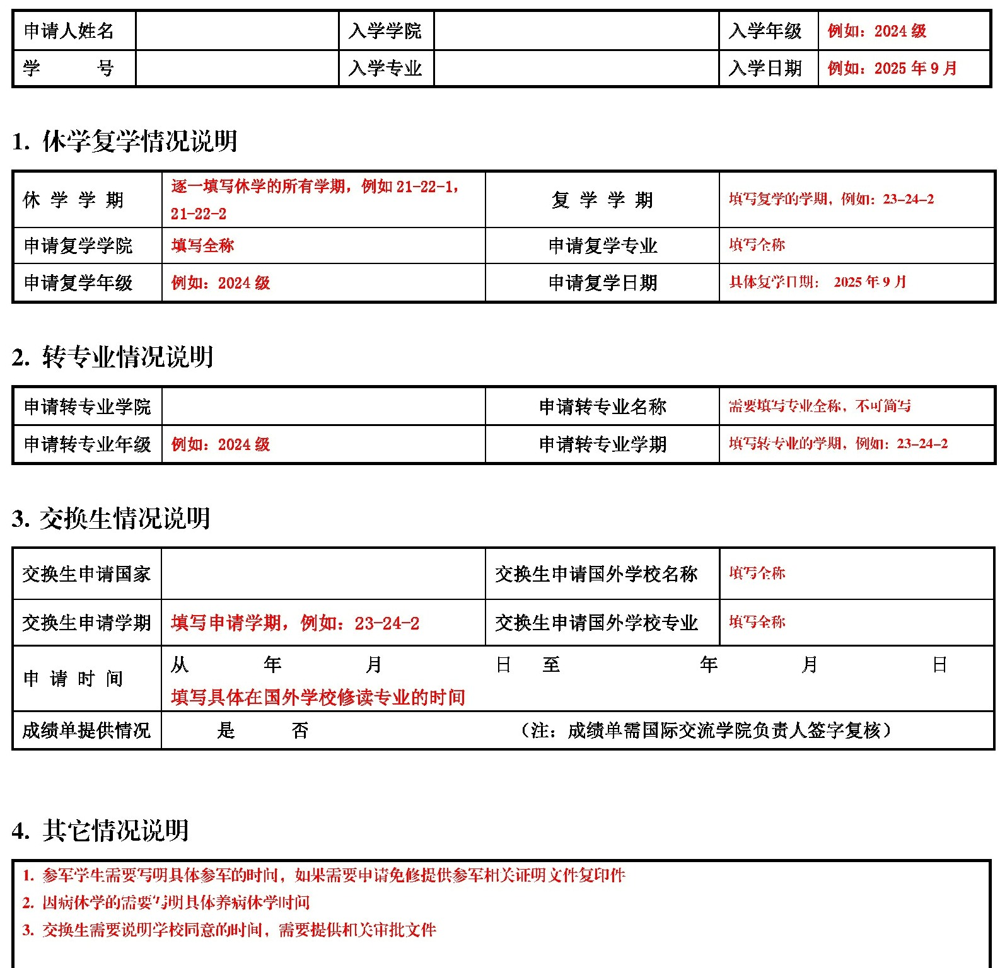 申请人姓名 入学学院 入学年级 例如：2024 级
学 号 入学专业 入学日期 例如：2025 年 9 月
1. 休学复学情况说明
休 学 学 期 逐一填写休学的所有学期，例如 21-22-1，
21-22-2 复 学 学 期 填写复学的学期，例如：23-24-2
申请复学学院 填写全称 申请复学专业 填写全称
申请复学年级 例如：2024 级 申请复学日期 具体复学日期： 2025 年 9 月
2. 转专业情况说明
申请转专业学院 申请转专业名称 需要填写专业全称，不可简写
申请转专业年级 例如：2024 级 申请转专业学期 填写转专业的学期，例如：23-24-2
3. 交换生情况说明
交换生申请国家 交换生申请国外学校名称 填写全称
交换生申请学期 填写申请学期，例如：23-24-2 交换生申请国外学校专业 填写全称
申 请 时 间 从 年 月 日 至 年 月 日
填写具体在国外学校修读专业的时间
成绩单提供情况 是 否 （注：成绩单需国际交流学院负责人签字复核）
4. 其它情况说明
1. 参军学生需要写明具体参军的时间，如果需要申请免修提供参军相关证明文件复印件
2. 因病休学的需要写明具体养病休学时间
3. 交换生需要说明学校同意的时间，需要提供相关审批文件